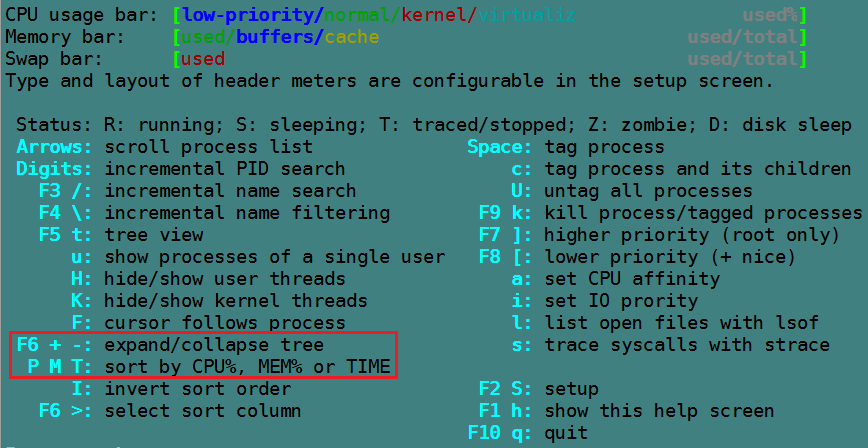 CPU usage bar: [low-priority/normal/kernel/virtualiz used%]
Memory bar: [used/buffers/cache used/total]
Swap bar: [used used/total]
Type and layout of header meters are configurable in the setup screen.
Status: R: running; S: sleeping; T: traced/stopped; Z: zombie; D: disk sleep
Arrows: scroll process list Space: tag process
Digits: incremental PID search c: tag process and its children
F3 /: incremental name search U: untag all processes
F4 \: incremental name filtering F9 k: kill process/tagged processes
F5 t: tree view F7 ]: higher priority (root only)
u: show processes of a single user F8 [: lower priority (+ nice)
H: hide/show user threads a: set CPU affinity
K: hide/show kernel threads i: set IO prority
F: cursor follows process l: list open files with lsof
F6 + -: expand/collapse tree s: trace syscalls with strace
P M T: sort by CPU%, MEM% or TIME
I: invert sort order F2 S: setup
F6 >: select sort column F1 h: show this help screen
F10 q: quit